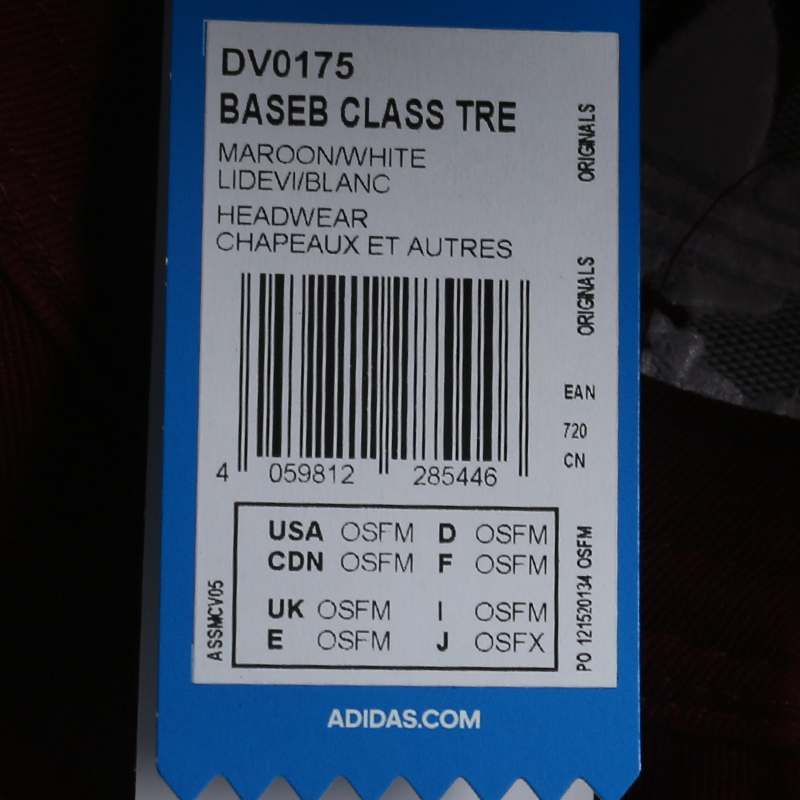 DV0175
BASEB CLASS TRE
MAROON/WHITE
LIDEVI/BLANC
HEADWEAR
CHAPEAUX ET AUTRES
ORIGINALS
ORIGINALS
EAN
720
CN
4 059812 285446
USA OSFM D OSFM
CDN OSFM F OSFM
UK OSFM I OSFM
E OSFM J OSFX
ASSMCV05
PO 121520134 OSFM
ADIDAS.COM